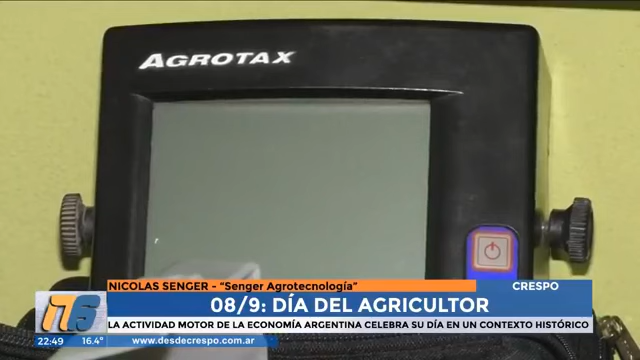 AGROTAX
NICOLAS SENGER - "Senger Agrotecnología"
CRESPO
08/9: DÍA DEL AGRICULTOR
LA ACTIVIDAD MOTOR DE LA ECONOMÍA ARGENTINA CELEBRA SU DÍA EN UN CONTEXTO HISTÓRICO
22:49 16.4° www.desdecrespo.com.ar